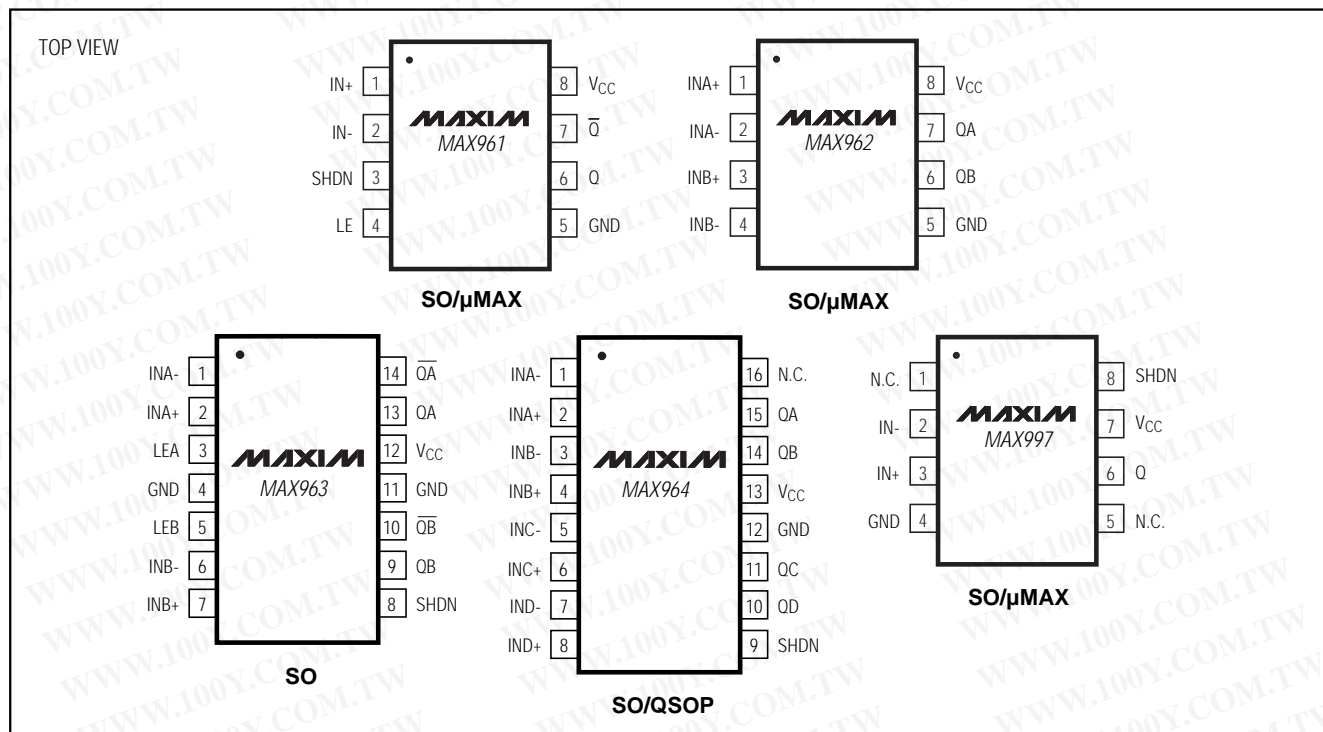 TOP VIEW
IN+ 1
IN- 2
SHDN 3
LE 4
MAXIM
MAX961
8 VCC
7 Q̅
6 Q
5 GND
SO/µMAX
INA+ 1
INA- 2
INB+ 3
INB- 4
MAXIM
MAX962
8 VCC
7 QA
6 QB
5 GND
SO/µMAX
INA- 1
INA+ 2
LEA 3
GND 4
LEB 5
INB- 6
INB+ 7
MAXIM
MAX963
14 Q̅A̅
13 QA
12 VCC
11 GND
10 Q̅B̅
9 QB
8 SHDN
SO
INA- 1
INA+ 2
INB- 3
INB+ 4
INC- 5
INC+ 6
IND- 7
IND+ 8
MAXIM
MAX964
16 N.C.
15 QA
14 QB
13 VCC
12 GND
11 QC
10 QD
9 SHDN
SO/QSOP
N.C. 1
IN- 2
IN+ 3
GND 4
MAXIM
MAX997
8 SHDN
7 VCC
6 Q
5 N.C.
SO/µMAX
WWW.100Y.COM.TW